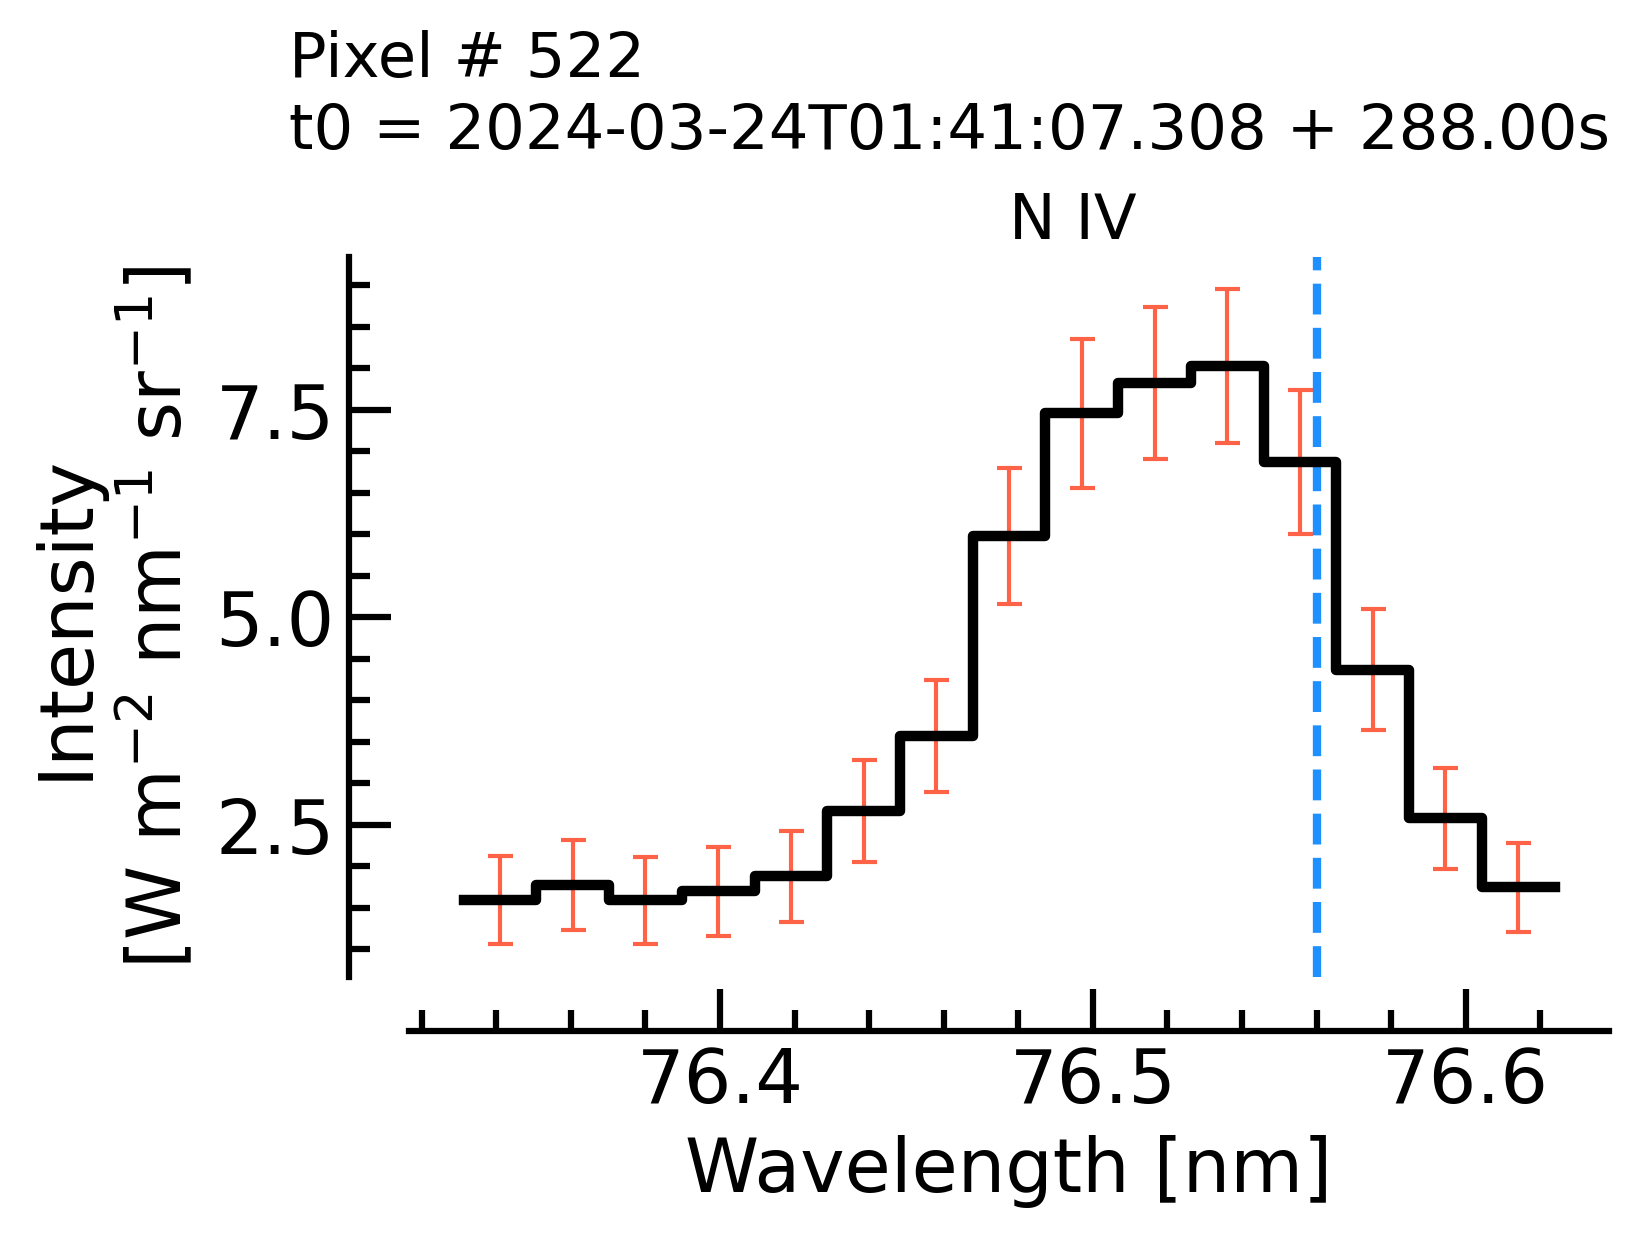 Pixel # 522
t0 = 2024-03-24T01:41:07.308 + 288.00s
N IV
Intensity
[W m⁻² nm⁻¹ sr⁻¹]
7.5
5.0
2.5
76.4 76.5 76.6
Wavelength [nm]